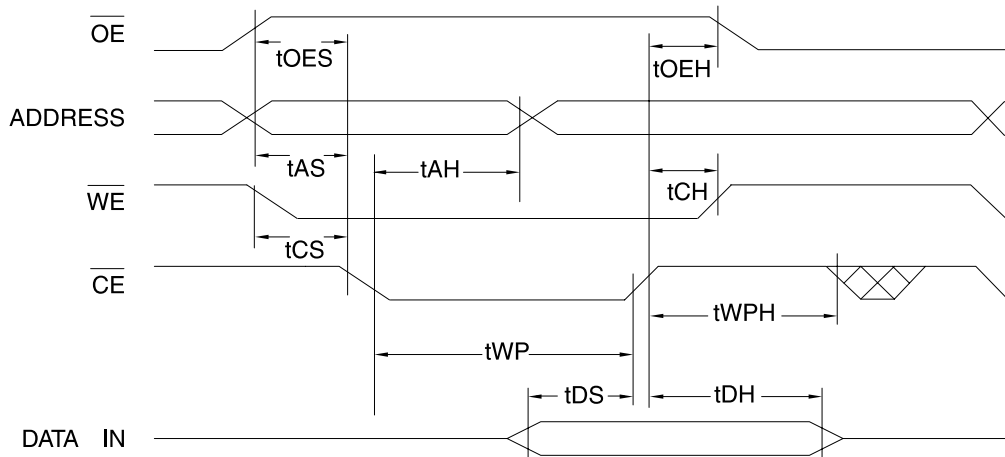 OE
tOES
tOEH
ADDRESS
tAS
tAH
tCH
WE
tCS
CE
tWPH
tWP
tDS
tDH
DATA IN